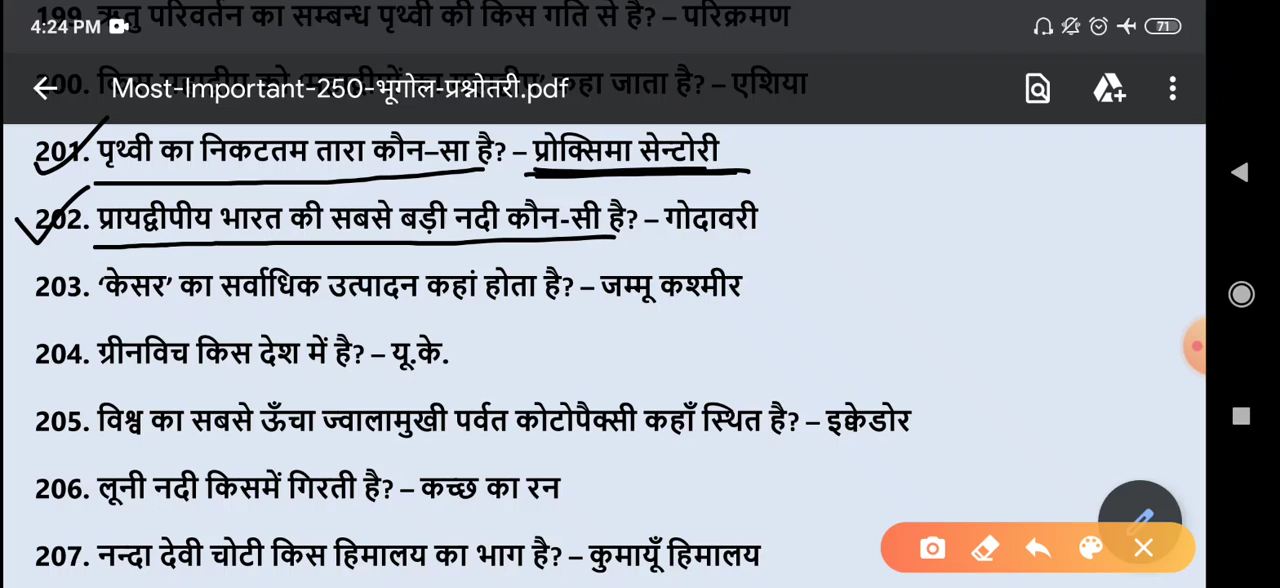 199. ऋतु परिवर्तन का सम्बन्ध पृथ्वी की किस गति से है? – परिक्रमण
4:24 PM
71
कहा जाता है? – एशिया
Most-Important-250-भूगोल-प्रश्नोतरी.pdf
201. पृथ्वी का निकटतम तारा कौन–सा है? – प्रोक्सिमा सेन्टोरी
202. प्रायद्वीपीय भारत की सबसे बड़ी नदी कौन-सी है? – गोदावरी
203. ‘केसर’ का सर्वाधिक उत्पादन कहां होता है? – जम्मू कश्मीर
204. ग्रीनविच किस देश में है? – यू.के.
205. विश्व का सबसे ऊँचा ज्वालामुखी पर्वत कोटोपैक्सी कहाँ स्थित है? – इक्वेडोर
206. लूनी नदी किसमें गिरती है? – कच्छ का रन
207. नन्दा देवी चोटी किस हिमालय का भाग है? – कुमायूँ हिमालय